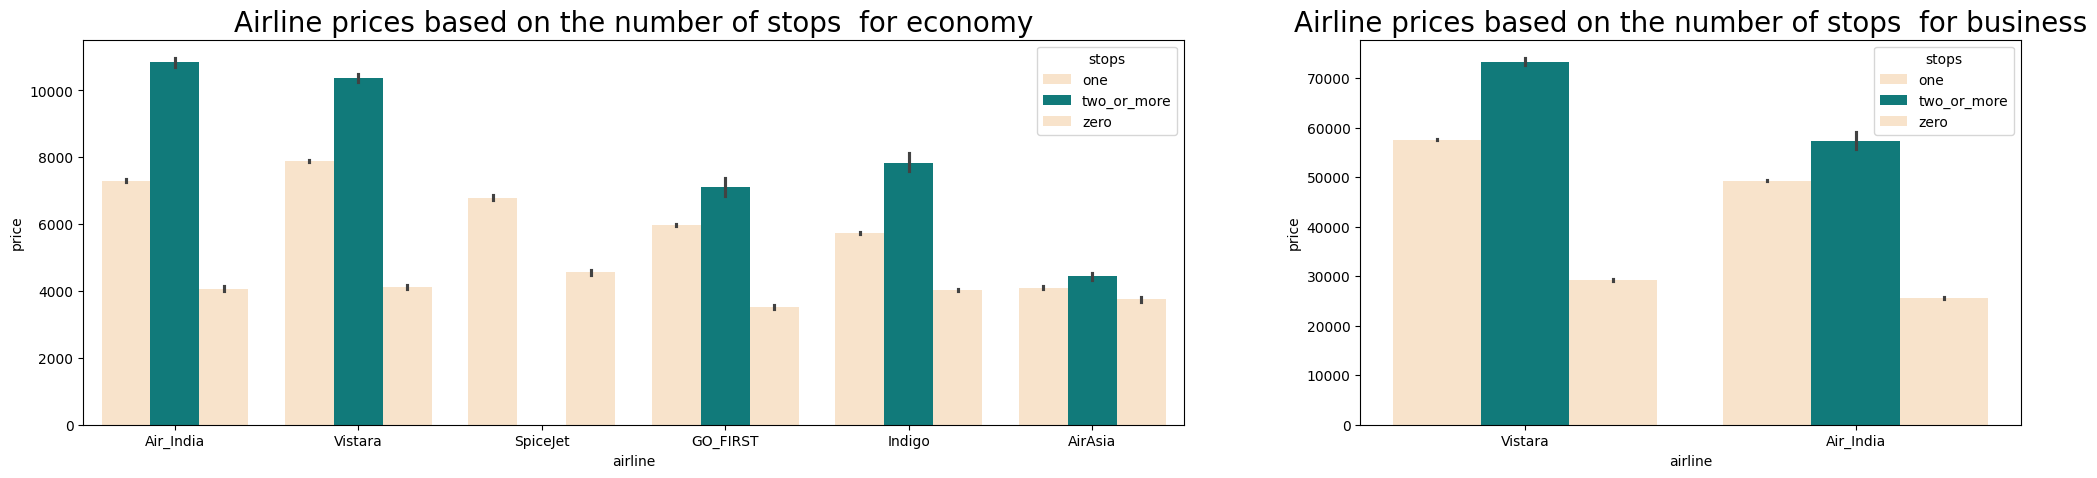 Airline prices based on the number of stops  for economy
stops
one
two_or_more
zero
price
10000
8000
6000
4000
2000
0
Air_India
Vistara
SpiceJet
GO_FIRST
Indigo
AirAsia
airline
Airline prices based on the number of stops  for business
stops
one
two_or_more
zero
price
70000
60000
50000
40000
30000
20000
10000
0
Vistara
Air_India
airline